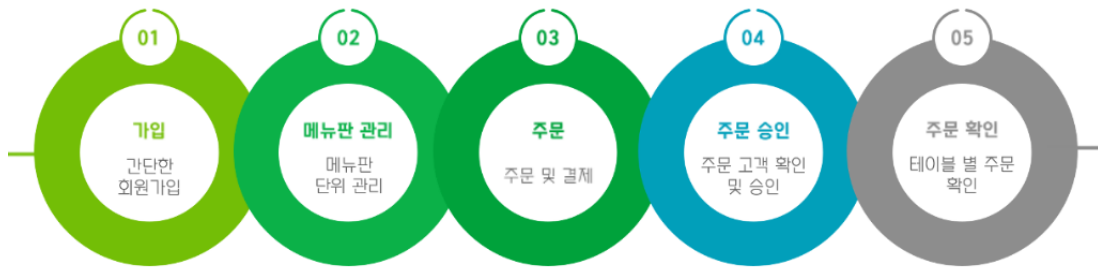 01
가입
간단한
회원가입
02
메뉴판 관리
메뉴판
단위 관리
03
주문
주문 및 결제
04
주문 승인
주문 고객 확인
및 승인
05
주문 확인
테이블 별 주문
확인